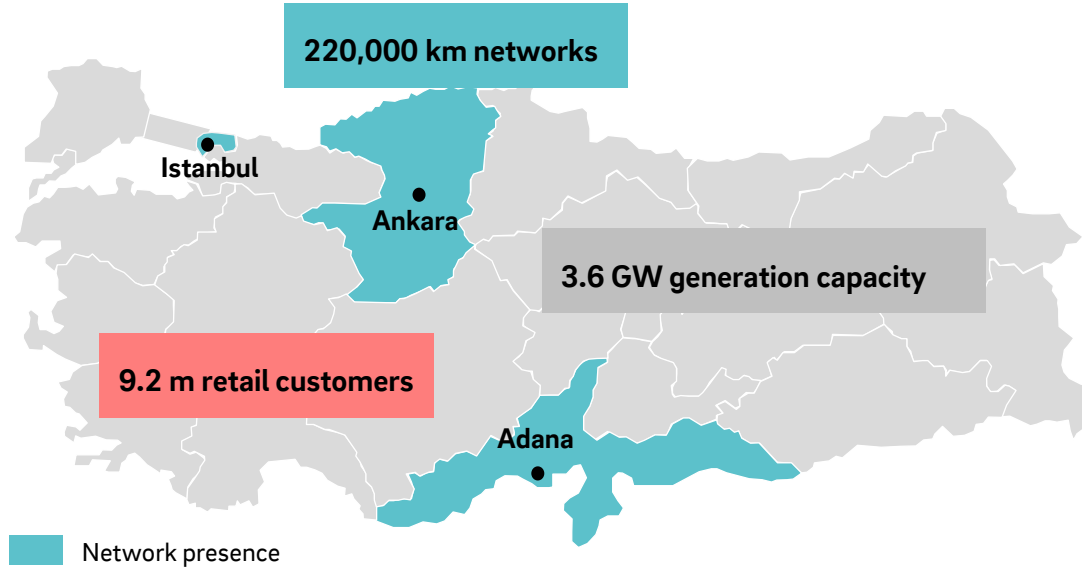 220,000 km networks
Istanbul
Ankara
3.6 GW generation capacity
9.2 m retail customers
Adana
Network presence